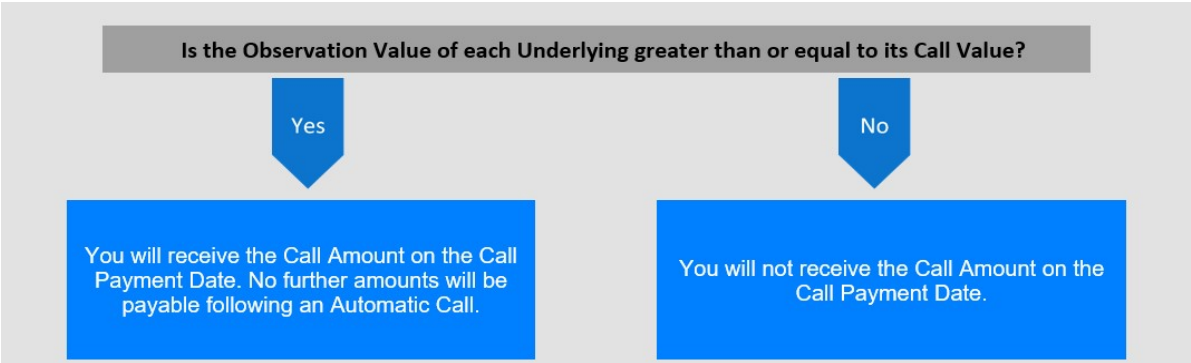 Is the Observation Value of each Underlying greater than or equal to its Call Value?
Yes
No
You will receive the Call Amount on the Call
Payment Date. No further amounts will be
payable following an Automatic Call.
You will not receive the Call Amount on the
Call Payment Date.